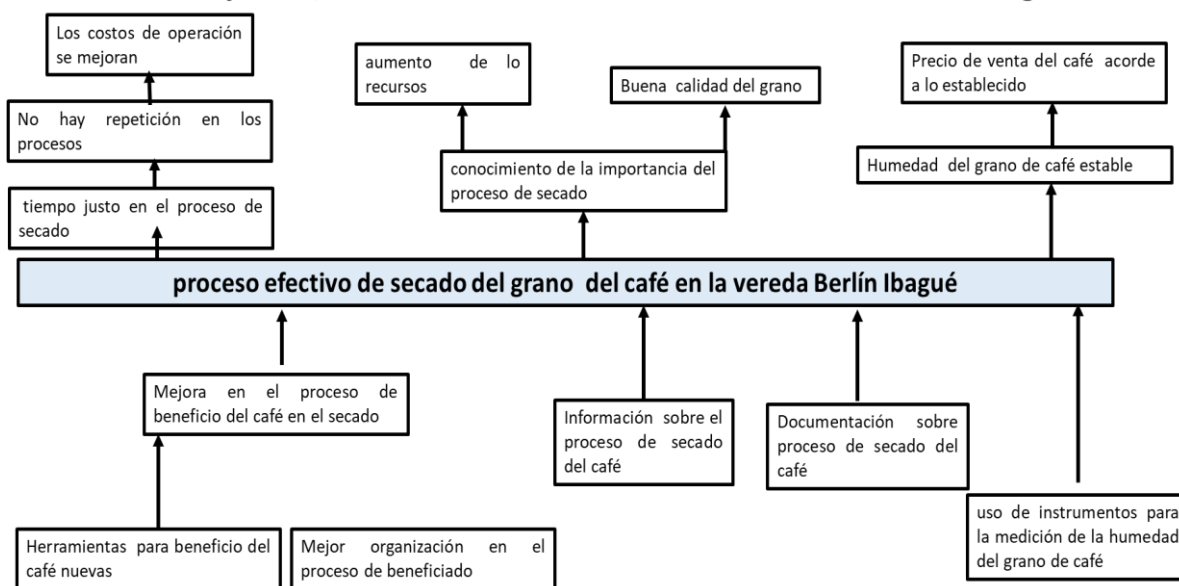 Los costos de operación
se mejoran
aumento de lo
recursos
Buena calidad del grano
Precio de venta del café acorde
a lo establecido
No hay repetición en los
procesos
conocimiento de la importancia del
proceso de secado
Humedad del grano de café estable
tiempo justo en el proceso de
secado
proceso efectivo de secado del grano del café en la vereda Berlín Ibagué
Mejora en el proceso de
beneficio del café en el secado
Información sobre el
proceso de secado
del café
Documentación sobre
proceso de secado del
café
uso de instrumentos para
la medición de la humedad
del grano de café
Herramientas para beneficio del
café nuevas
Mejor organización en el
proceso de beneficiado